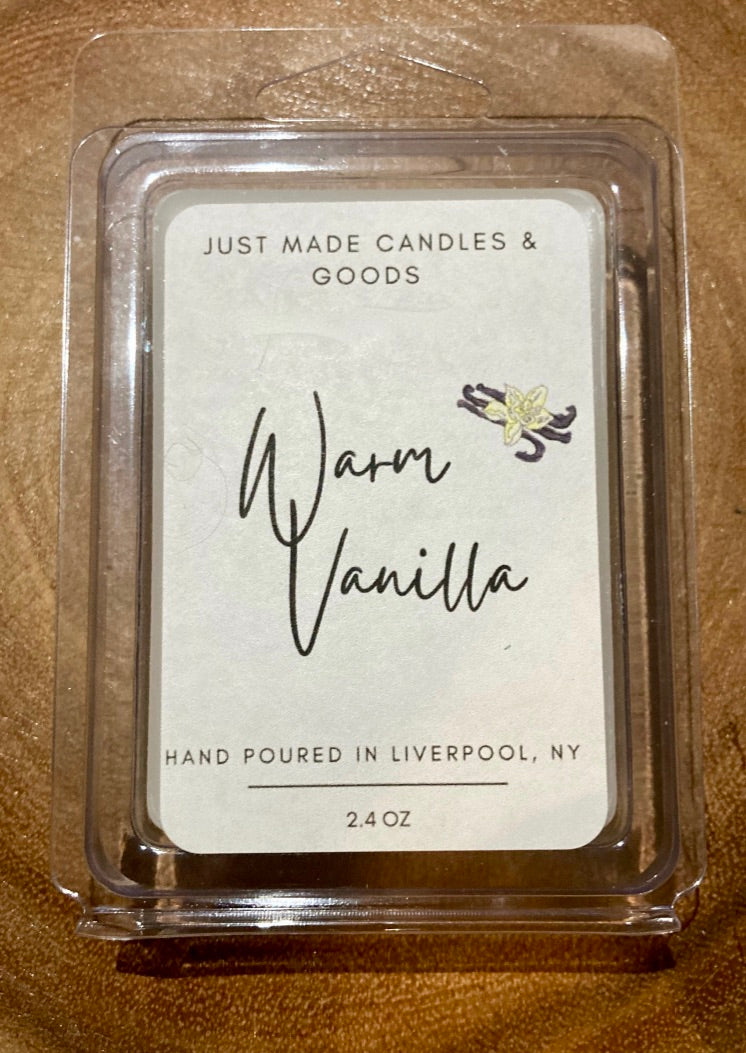 JUST MADE CANDLES &
GOODS
Warm
Vanilla
HAND POURED IN LIVERPOOL, NY
2.4 OZ